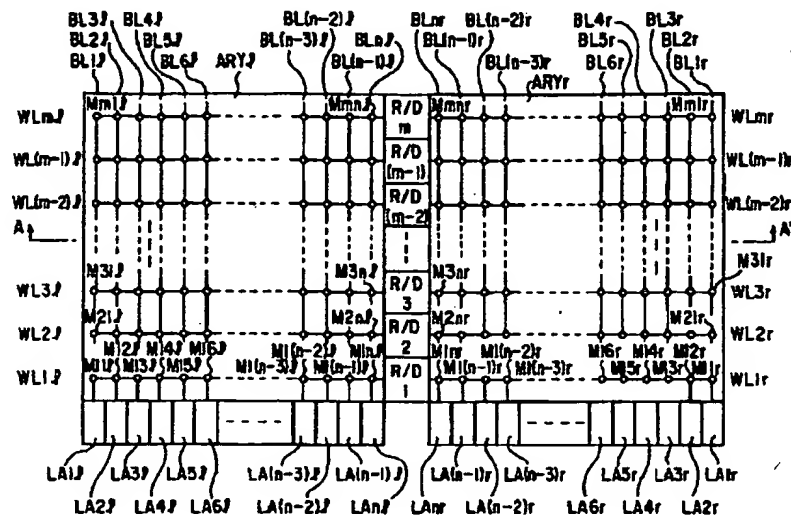 BL3ℓ BL4ℓ BL(n-2)ℓ BLnr BL(n-2)r BL4r BL3r
BL2ℓ BL5ℓ BL(n-3)ℓ BLnℓ BL(n-1)r BL5r BL2r
BL1ℓ BL6ℓ ARYℓ BL(n-1)ℓ BL(n-3)r ARYr BL6r BL1r
WLmℓ Mm1ℓ Mmnℓ R/D m Mmnr Mm1r WLmr
WL(m-1)ℓ R/D (m-1) WL(m-1)r
WL(m-2)ℓ R/D (m-2) WL(m-2)r
A A'
M31ℓ M3nℓ M3nr M31r
WL3ℓ R/D 3 WL3r
M21ℓ M2nℓ M2nr M21r
WL2ℓ R/D 2 WL2r
M12ℓ M14ℓ M16ℓ M1(n-2)ℓ M1nℓ M1nr M1(n-2)r M16r M14r M12r
WL1ℓ M11ℓ M13ℓ M15ℓ M1(n-3)ℓ M1(n-1)ℓ R/D 1 M1(n-1)r M1(n-3)r M15r M13r M11r WL1r
LA1ℓ LA3ℓ LA5ℓ LA(n-3)ℓ LA(n-1)ℓ LA(n-1)r LA(n-3)r LA5r LA3r LA1r
LA2ℓ LA4ℓ LA6ℓ LA(n-2)ℓ LAnℓ LAnr LA(n-2)r LA6r LA4r LA2r